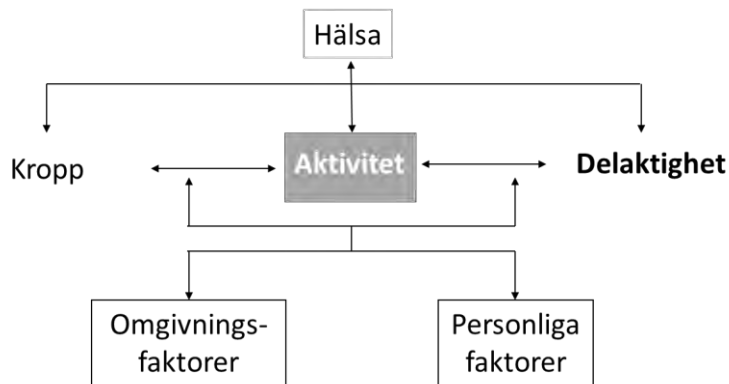 Hälsa
Kropp
Aktivitet
Delaktighet
Omgivnings-
faktorer
Personliga
faktorer